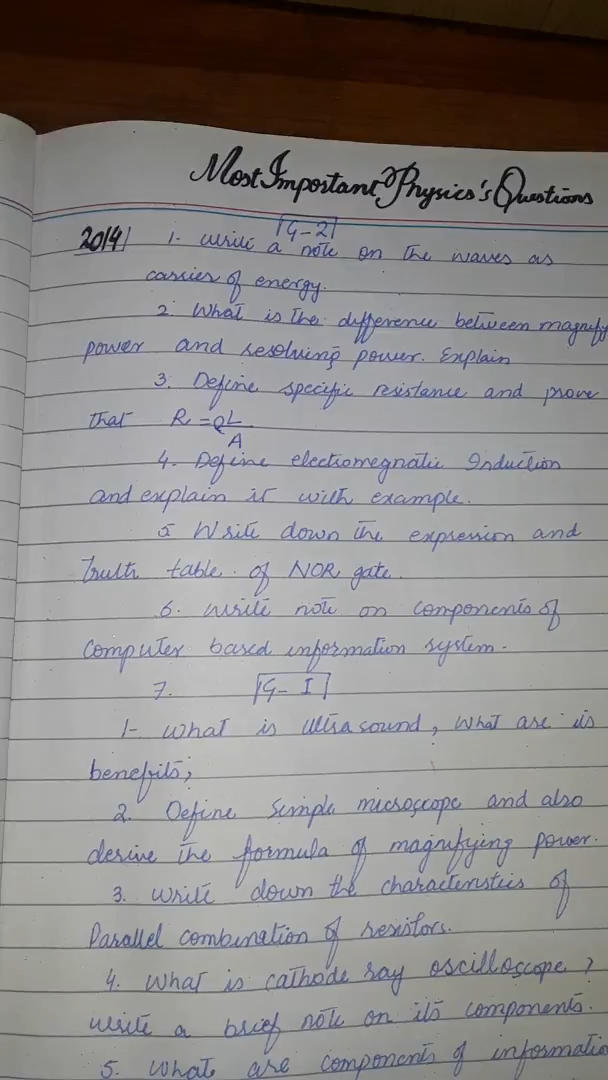 Most Important Physics's Questions
2014 G-2
1- Write a note on the waves as
carrier of energy.
2. What is the difference between magnify
power and resolving power. Explain
3. Define specific resistance and prove
that R = ρL/A
4. Define electromegnatic Induction
and explain it with example.
5 Write down the expression and
Truth table. of NOR gate.
6. write note on components of
computer based information system.
7. G-I
1- what is ultrasound, what are its
benefits;
2. Define simple microscope and also
derive the formula of magnifying power.
3. Write down the characteristics of
Parallel combination of resistors.
4. What is cathode ray oscilloscope?
write a brief note on its components.
5. What are components of informatio